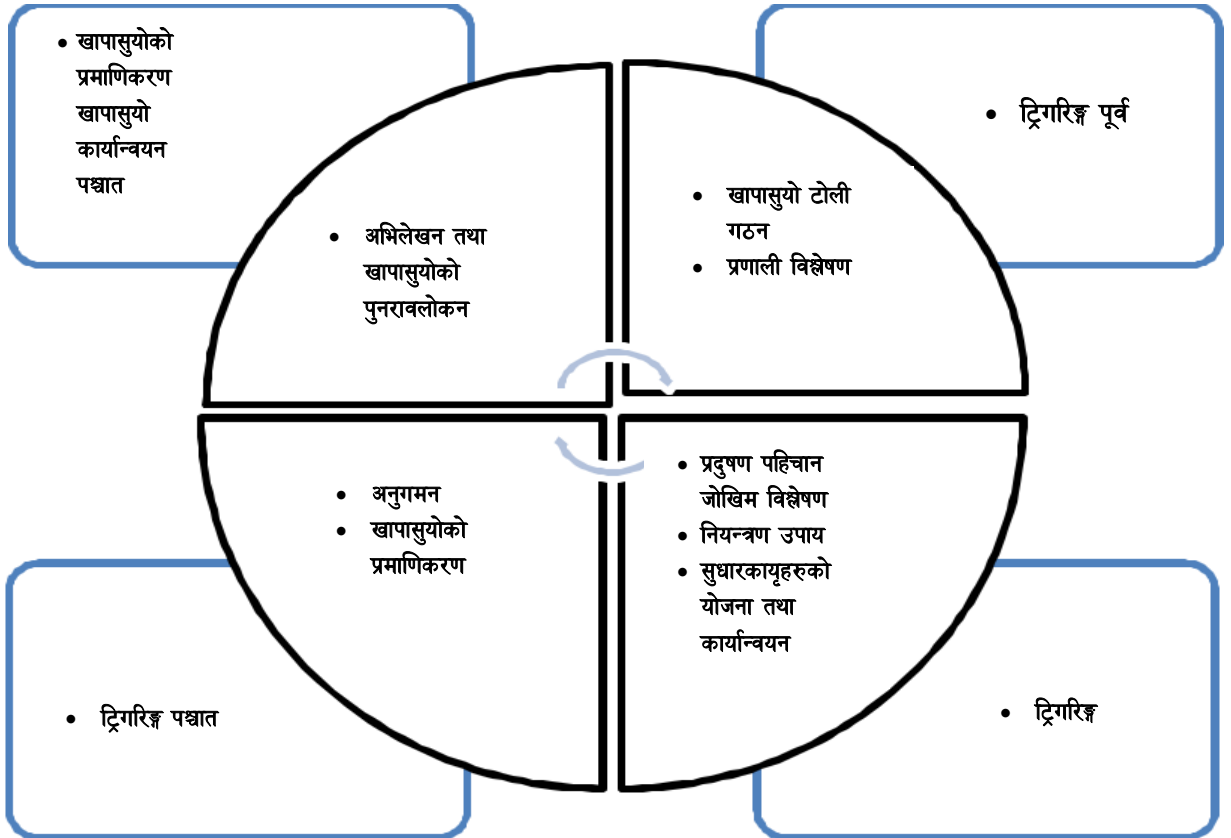 • खापासुयोको
प्रमाणिकरण
खापासुयो
कार्यान्वयन
पश्चात
• ट्रिगरिङ्ग पूर्व
• अभिलेखन तथा
खापासुयोको
पुनरावलोकन
• खापासुयो टोली
गठन
• प्रणाली विश्लेषण
• अनुगमन
• खापासुयोको
प्रमाणिकरण
• प्रदुषण पहिचान
जोखिम विश्लेषण
• नियन्त्रण उपाय
• सुधारकायृहरुको
योजना तथा
कार्यान्वयन
• ट्रिगरिङ्ग पश्चात
• ट्रिगरिङ्ग